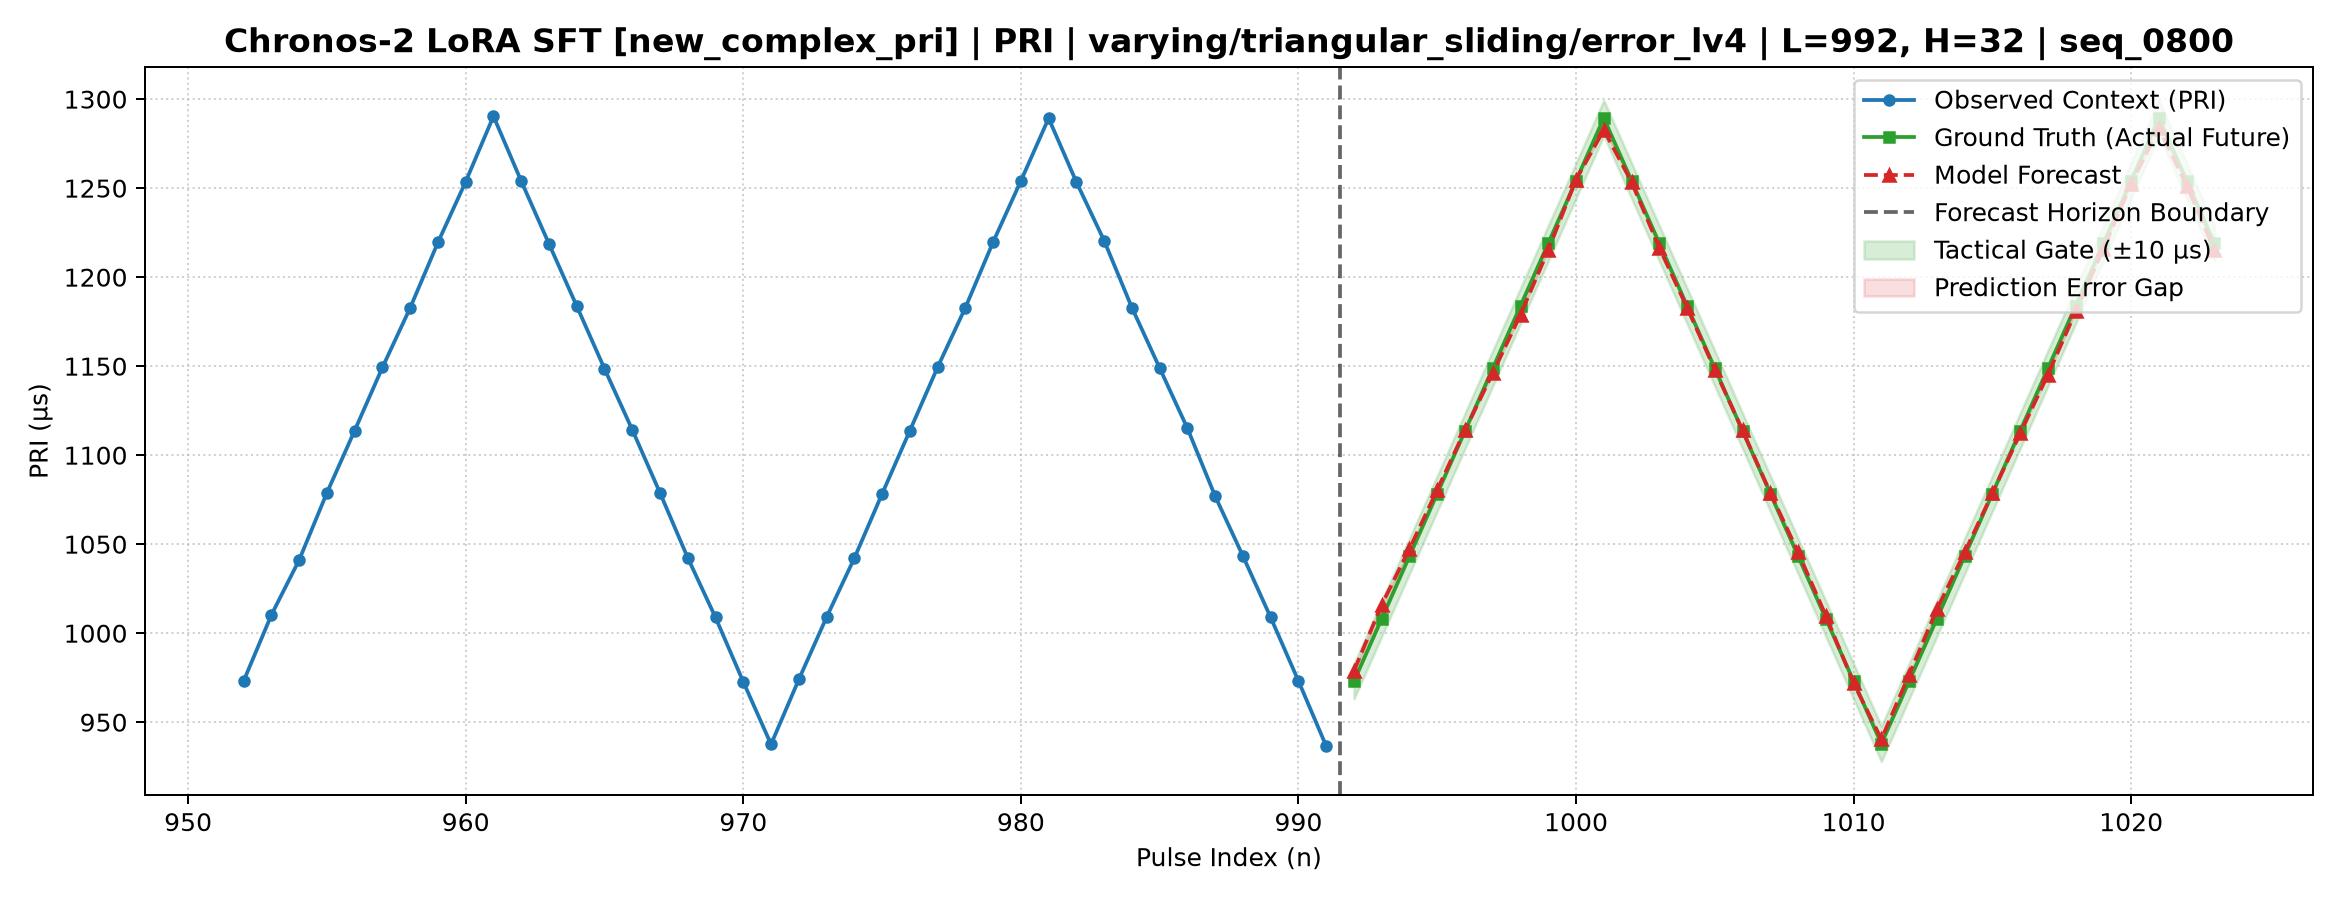 Chronos-2 LoRA SFT [new_complex_pri] | PRI | varying/triangular_sliding/error_lv4 | L=992, H=32 | seq_0800
1300
1250
1200
1150
1100
1050
1000
950
PRI (µs)
Observed Context (PRI)
Ground Truth (Actual Future)
Model Forecast
Forecast Horizon Boundary
Tactical Gate (±10 µs)
Prediction Error Gap
950 960 970 980 990 1000 1010 1020
Pulse Index (n)